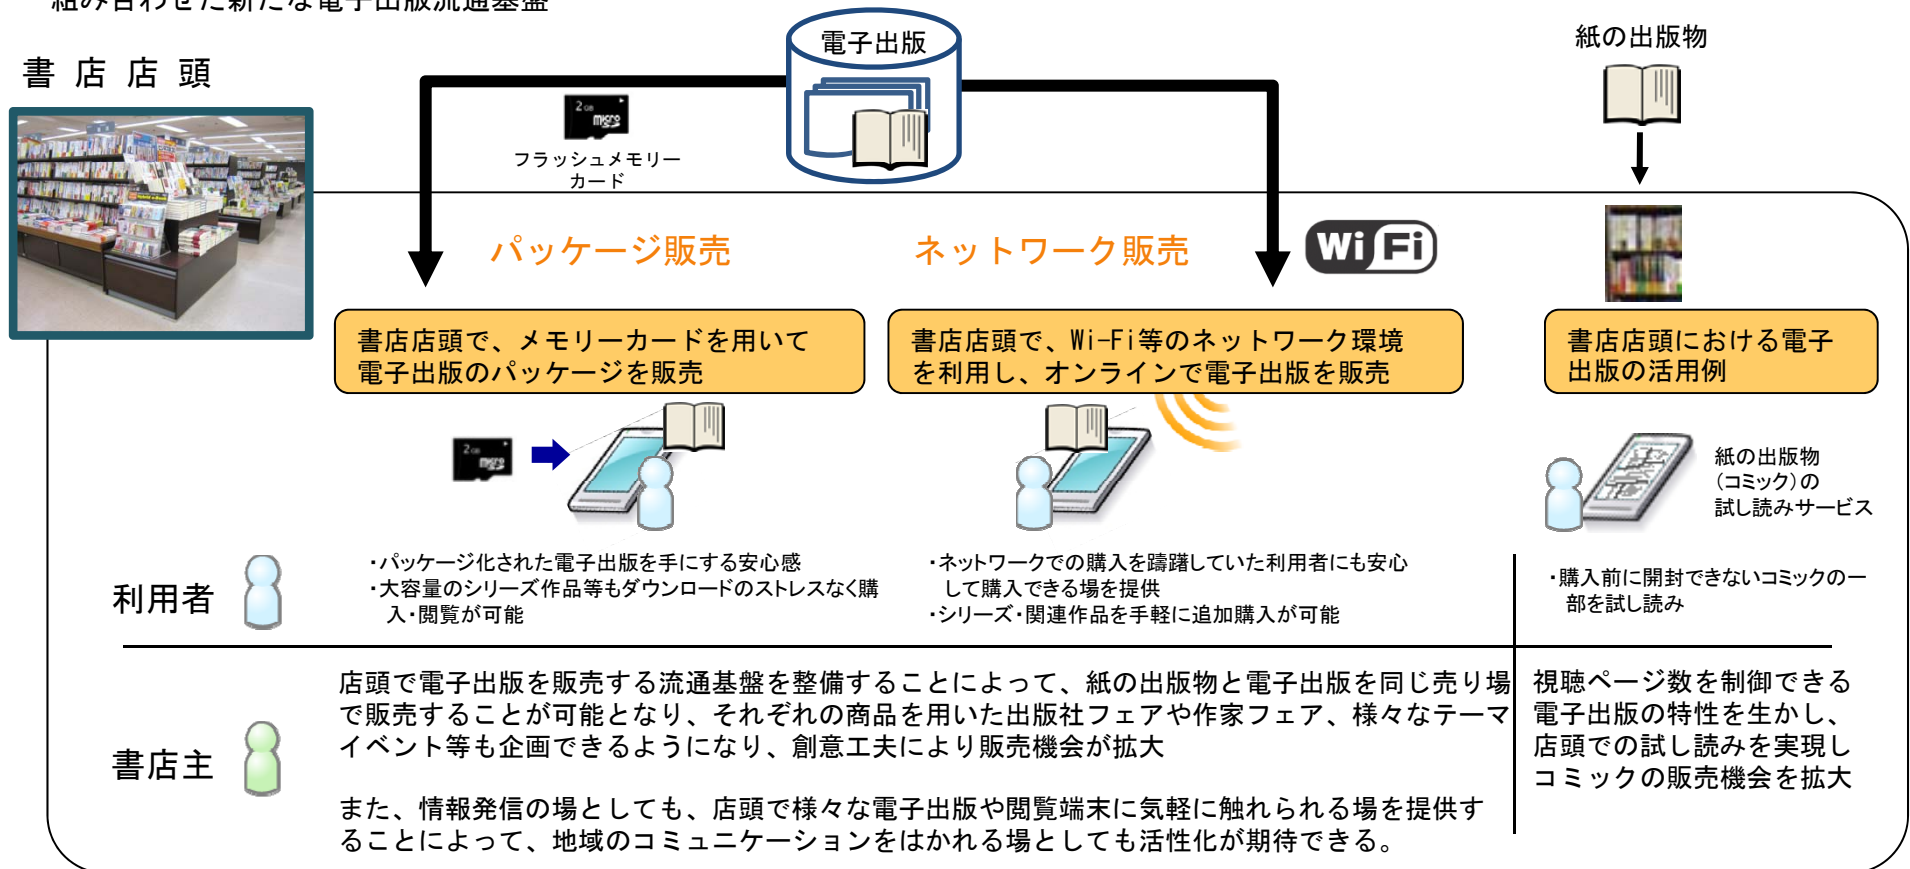 組み合わせた新たな電子出版流通基盤
書店店頭
電子出版
紙の出版物
2GB
micro
フラッシュメモリー
カード
パッケージ販売
ネットワーク販売
Wi Fi
書店店頭で、メモリーカードを用いて
電子出版のパッケージを販売
書店店頭で、Wi-Fi等のネットワーク環境
を利用し、オンラインで電子出版を販売
書店店頭における電子
出版の活用例
2GB
micro
紙の出版物
(コミック)の
試し読みサービス
利用者
・パッケージ化された電子出版を手にする安心感
・大容量のシリーズ作品等もダウンロードのストレスなく購
入・閲覧が可能
・ネットワークでの購入を躊躇していた利用者にも安心
して購入できる場を提供
・シリーズ・関連作品を手軽に追加購入が可能
・購入前に開封できないコミックの一
部を試し読み
書店主
店頭で電子出版を販売する流通基盤を整備することによって、紙の出版物と電子出版を同じ売り場
で販売することが可能となり、それぞれの商品を用いた出版社フェアや作家フェア、様々なテーマ
イベント等も企画できるようになり、創意工夫により販売機会が拡大
また、情報発信の場としても、店頭で様々な電子出版や閲覧端末に気軽に触れられる場を提供す
ることによって、地域のコミュニケーションをはかれる場としても活性化が期待できる。
視聴ページ数を制御できる
電子出版の特性を生かし、
店頭での試し読みを実現し
コミックの販売機会を拡大